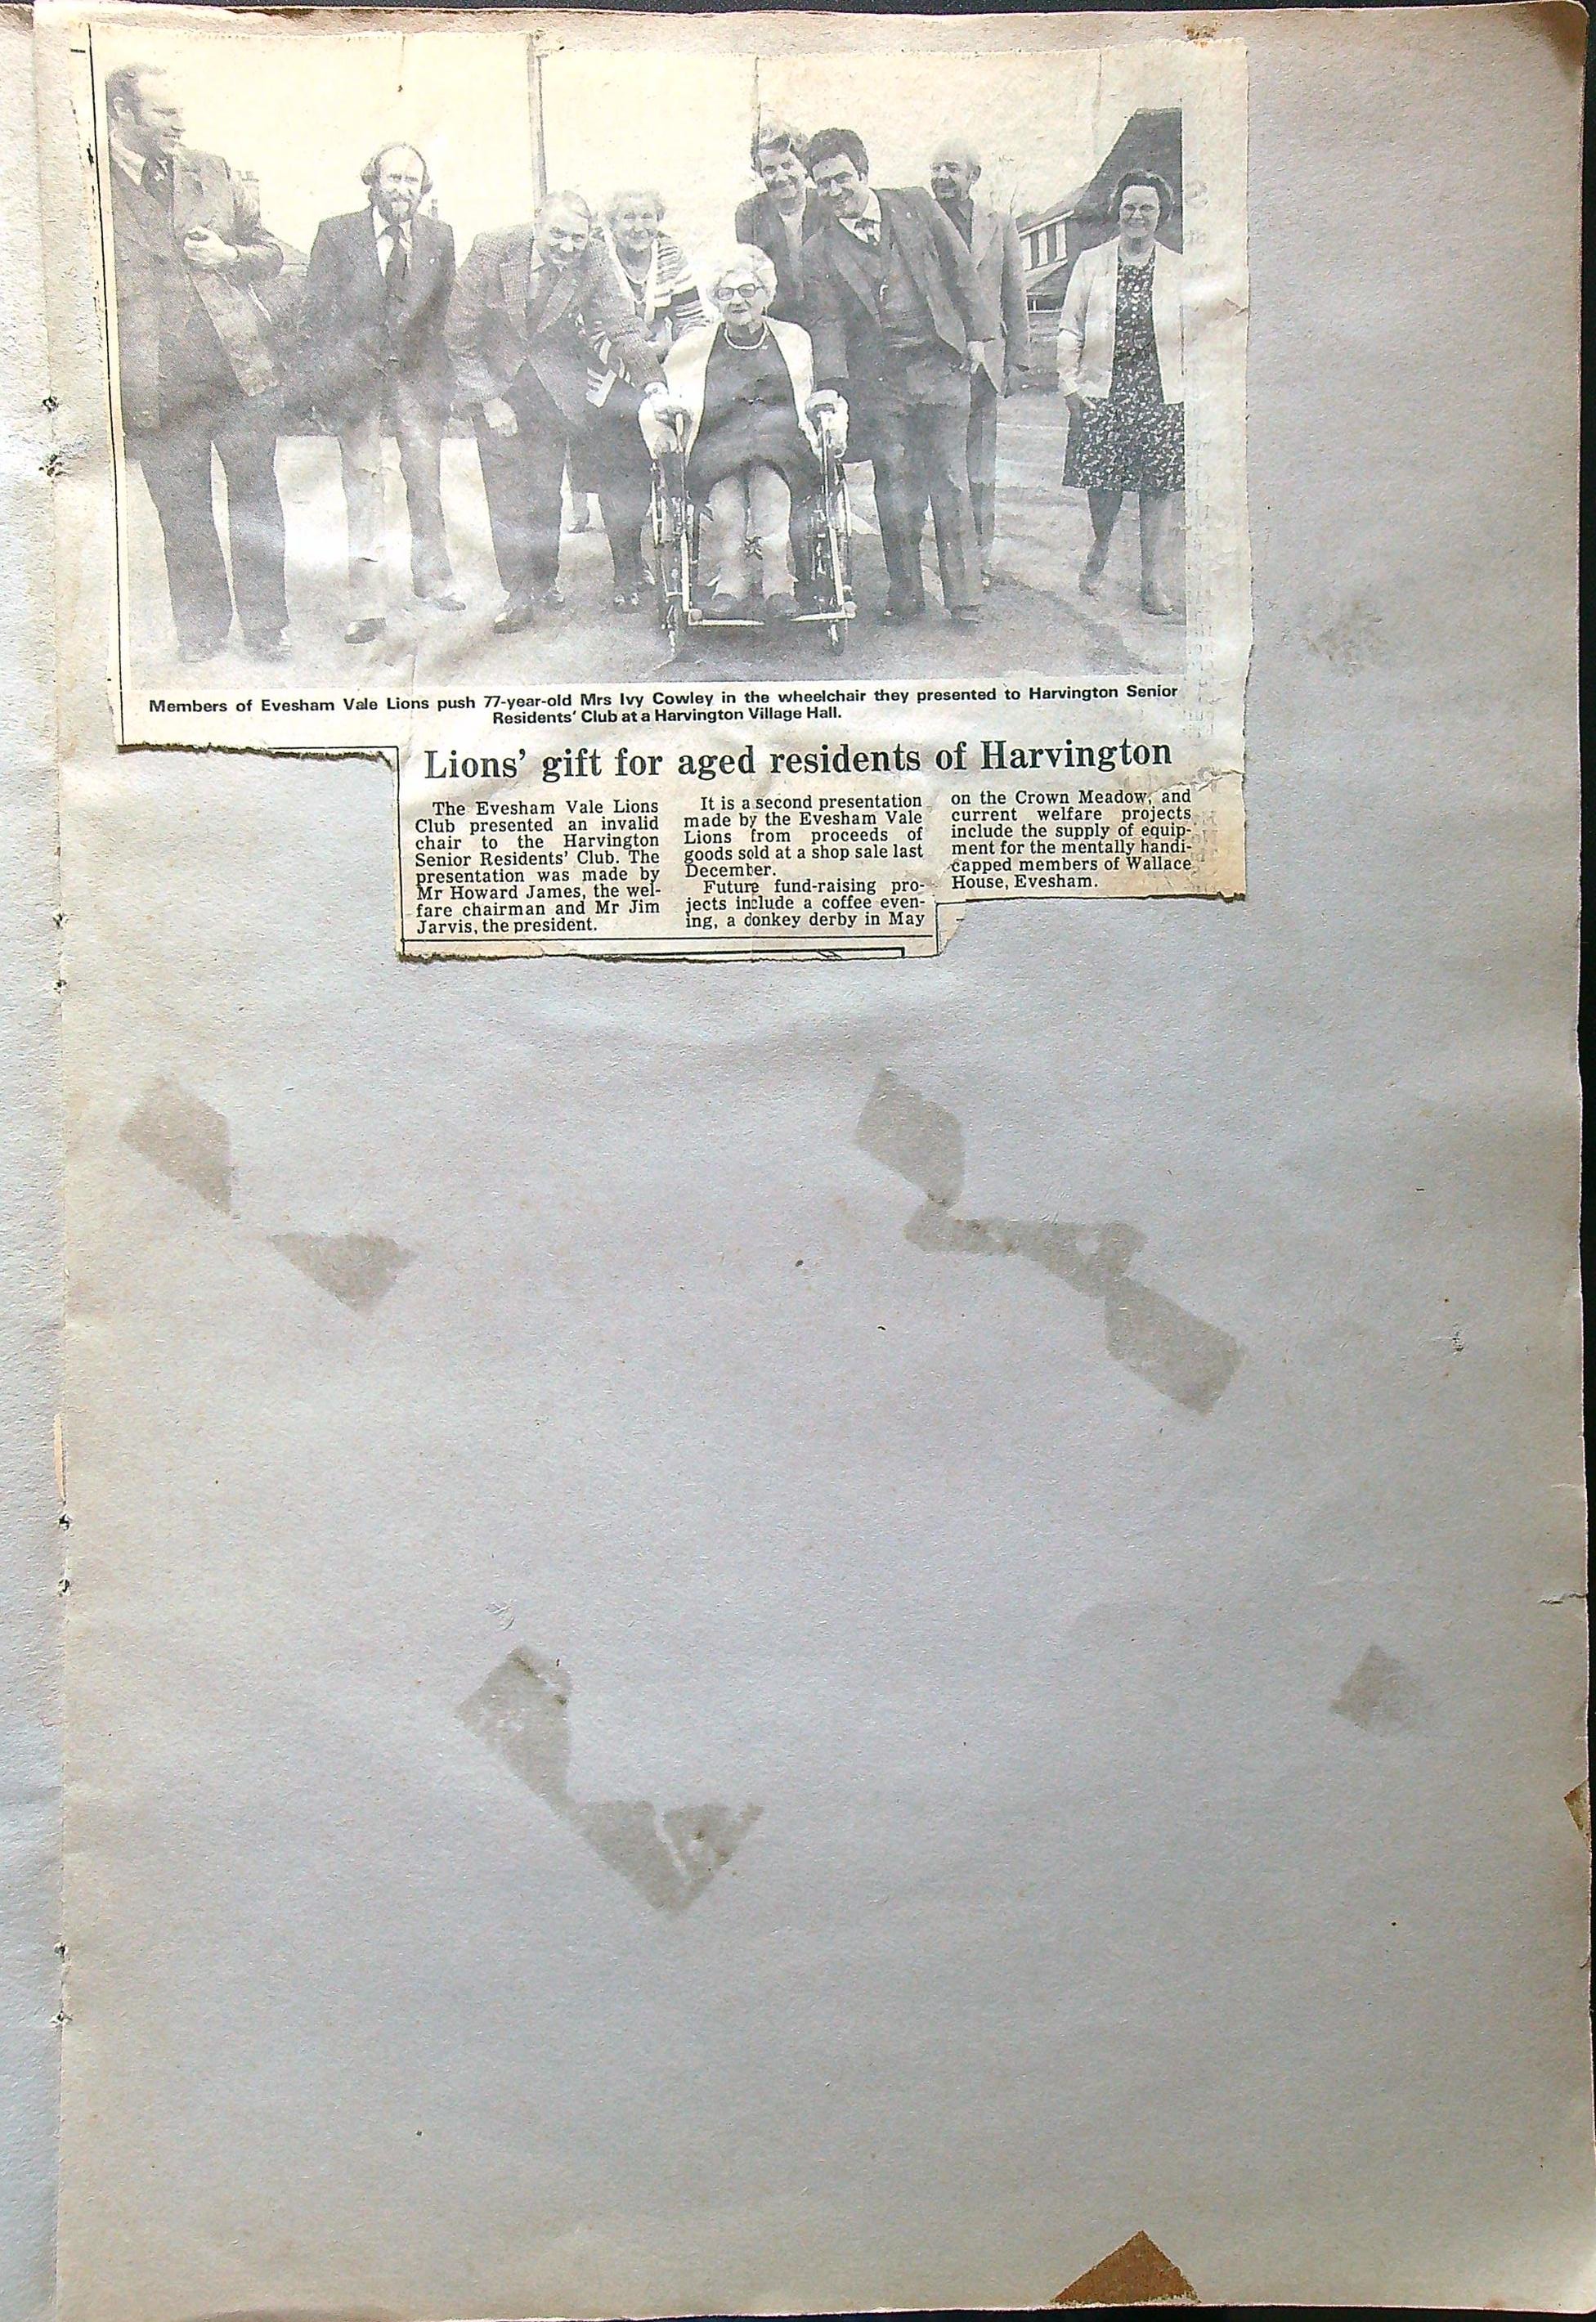 Members of Evesham Vale Lions push 77-year-old Mrs Ivy Cowley in the wheelchair they presented to Harvington Senior
Residents' Club at a Harvington Village Hall.
Lions' gift for aged residents of Harvington
The Evesham Vale Lions
Club presented an invalid
chair to the Harvington
Senior Residents' Club. The
presentation was made by
Mr Howard James, the wel-
fare chairman and Mr Jim
Jarvis, the president.
It is a second presentation
made by the Evesham Vale
Lions from proceeds of
goods sold at a shop sale last
December.
Future fund-raising pro-
jects include a coffee even-
ing, a donkey derby in May
on the Crown Meadow, and
current welfare projects
include the supply of equip-
ment for the mentally handi-
capped members of Wallace
House, Evesham.